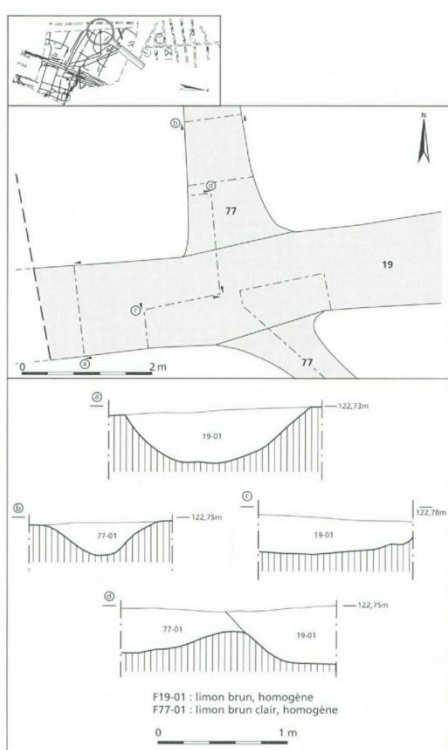 N
b
d
77
19
c
a
77
0 2 m
a
122,73m
19-01
b
122,75m
77-01
c
122,78m
19-01
d
122,75m
77-01 19-01
F19-01 : limon brun, homogène
F77-01 : limon brun clair, homogène
0 1 m